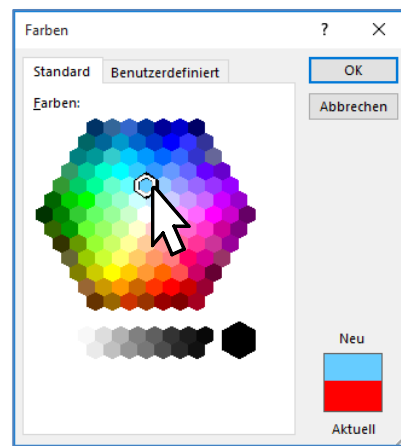 Farben ? ×
Standard Benutzerdefiniert
OK
Abbrechen
Farben:
Neu
Aktuell